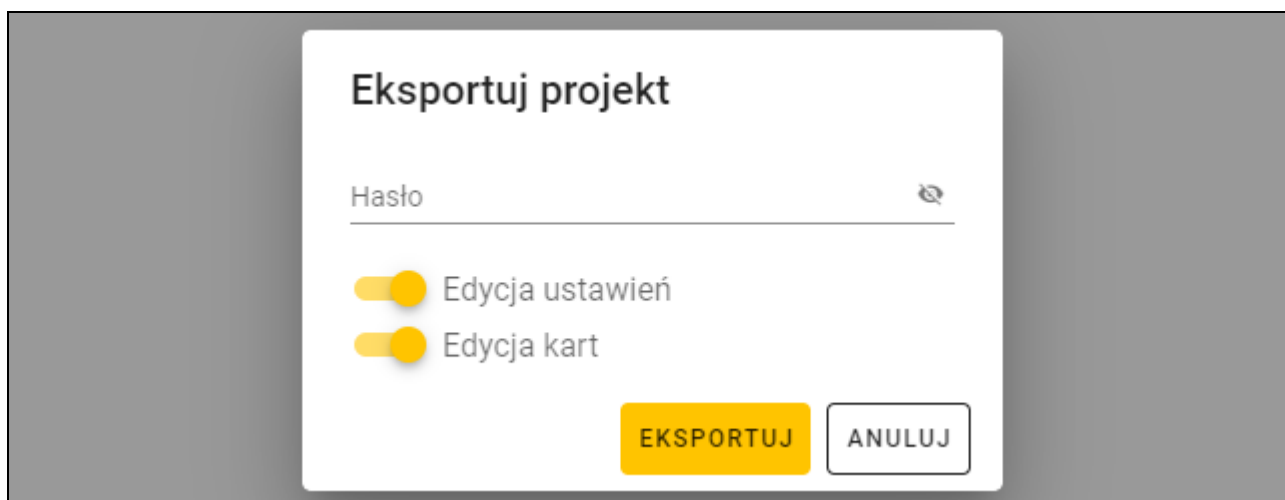 Eksportuj projekt
Hasło
Edycja ustawień
Edycja kart
EKSPORTUJ ANULUJ